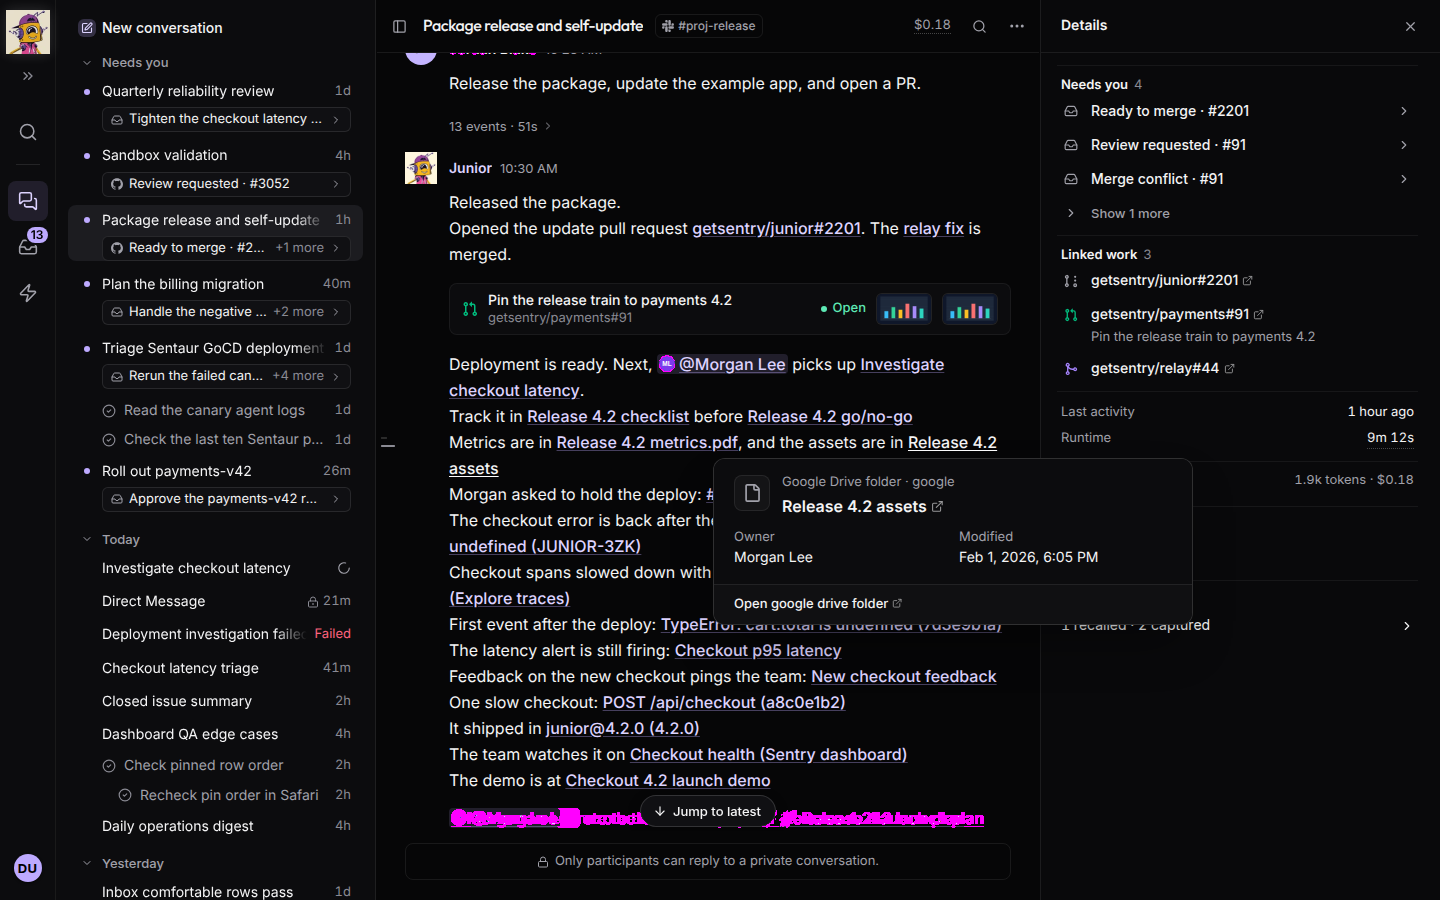 New conversation
Needs you
Quarterly reliability review 1d
Tighten the checkout latency ...
Sandbox validation 4h
Review requested · #3052
Package release and self-update 1h
Ready to merge · #2... +1 more
13
Plan the billing migration 40m
Handle the negative ... +2 more
Triage Sentaur GoCD deployment 1d
Rerun the failed can... +4 more
Read the canary agent logs 1d
Check the last ten Sentaur p... 1d
Roll out payments-v42 26m
Approve the payments-v42 r...
Today
Investigate checkout latency
Direct Message 21m
Deployment investigation failed Failed
Checkout latency triage 41m
Closed issue summary 2h
Dashboard QA edge cases 4h
Check pinned row order 2h
Recheck pin order in Safari 2h
Daily operations digest 4h
Yesterday
Inbox comfortable rows pass 1d
DU
Package release and self-update #proj-release $0.18
Release the package, update the example app, and open a PR.
13 events · 51s
Junior 10:30 AM
Released the package.
Opened the update pull request getsentry/junior#2201. The relay fix is
merged.
Pin the release train to payments 4.2
getsentry/payments#91
Open
Deployment is ready. Next, ML @Morgan Lee picks up Investigate
checkout latency.
Track it in Release 4.2 checklist before Release 4.2 go/no-go
Metrics are in Release 4.2 metrics.pdf, and the assets are in Release 4.2
assets
Morgan asked to hold the deploy: #
The checkout error is back after the
undefined (JUNIOR-3ZK)
Checkout spans slowed down with
(Explore traces)
First event after the deploy: TypeError: cart.total is undefined (7d3e9b1a)
The latency alert is still firing: Checkout p95 latency
Feedback on the new checkout pings the team: New checkout feedback
One slow checkout: POST /api/checkout (a8c0e1b2)
It shipped in junior@4.2.0 (4.2.0)
The team watches it on Checkout health (Sentry dashboard)
The demo is at Checkout 4.2 launch demo
Jump to latest
Only participants can reply to a private conversation.
Google Drive folder · google
Release 4.2 assets
Owner Modified
Morgan Lee Feb 1, 2026, 6:05 PM
Open google drive folder
Details
Needs you 4
Ready to merge · #2201
Review requested · #91
Merge conflict · #91
Show 1 more
Linked work 3
getsentry/junior#2201
getsentry/payments#91
Pin the release train to payments 4.2
getsentry/relay#44
Last activity 1 hour ago
Runtime 9m 12s
1.9k tokens · $0.18
1 recalled · 2 captured